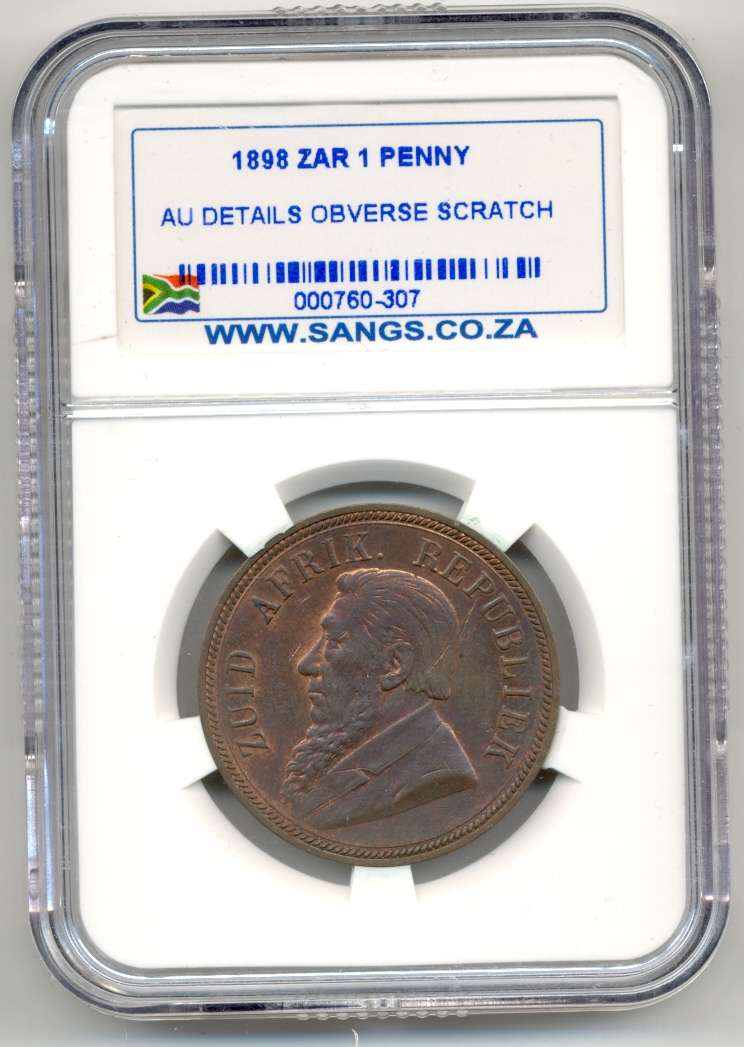 1898 ZAR 1 PENNY
AU DETAILS OBVERSE SCRATCH
000760-307
WWW.SANGS.CO.ZA
ZUID AFRIK. REPUBLIEK